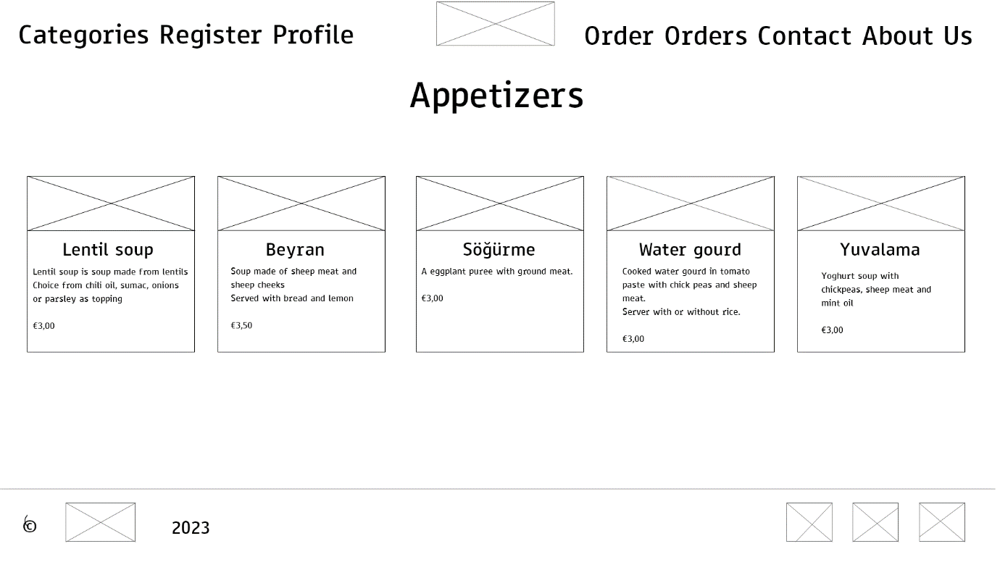 Categories Register Profile
Order Orders Contact About Us
Appetizers
Lentil soup
Lentil soup is soup made from lentils
Choice from chili oil, sumac, onions
or parsley as topping
€3,00
Beyran
Soup made of sheep meat and
sheep cheeks
Served with bread and lemon
€3,50
Söğürme
A eggplant puree with ground meat.
€3,00
Water gourd
Cooked water gourd in tomato
paste with chick peas and sheep
meat.
Server with or without rice.
€3,00
Yuvalama
Yoghurt soup with
chickpeas, sheep meat and
mint oil
€3,00
© 2023